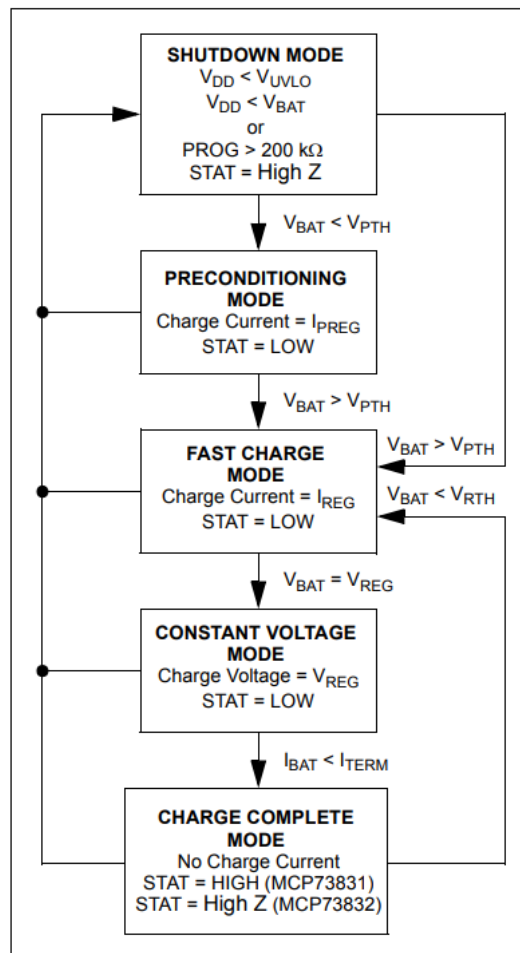 SHUTDOWN MODE
VDD < VUVLO
VDD < VBAT
or
PROG > 200 kΩ
STAT = High Z
VBAT < VPTH
PRECONDITIONING
MODE
Charge Current = IPREG
STAT = LOW
VBAT > VPTH
FAST CHARGE
MODE
Charge Current = IREG
STAT = LOW
VBAT > VPTH
VBAT < VRTH
VBAT = VREG
CONSTANT VOLTAGE
MODE
Charge Voltage = VREG
STAT = LOW
IBAT < ITERM
CHARGE COMPLETE
MODE
No Charge Current
STAT = HIGH (MCP73831)
STAT = High Z (MCP73832)